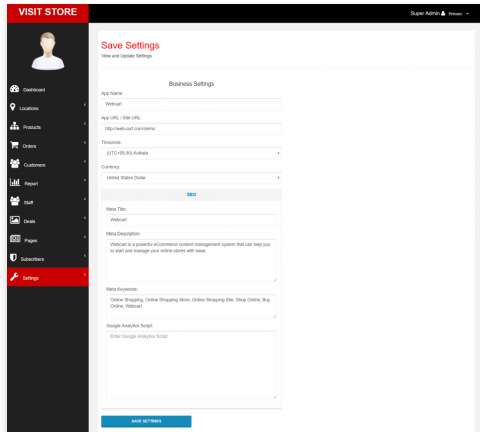 VISIT STORE
Super Admin
Privacy
Save Settings
View and Update Settings
Dashboard
Locations
Products
Orders
Customers
Report
Staff
Deals
Pages
Subscribers
Settings
Business Settings
App Name:
Webcart
App URL / Site URL:
http://web-cart.com/demo
Timezone:
(UTC+05:30) Kolkata
Currency:
United States Dollar
SEO
Meta Title:
Webcart
Meta Description:
Webcart is a powerful eCommerce content management system that can help you
to start and manage your online stores with ease
Meta Keywords:
Online Shopping, Online Shopping Store, Online Shopping Site, Shop Online, Buy
Online, Webcart
Google Analytics Script:
Enter Google Analytics Script
SAVE SETTINGS